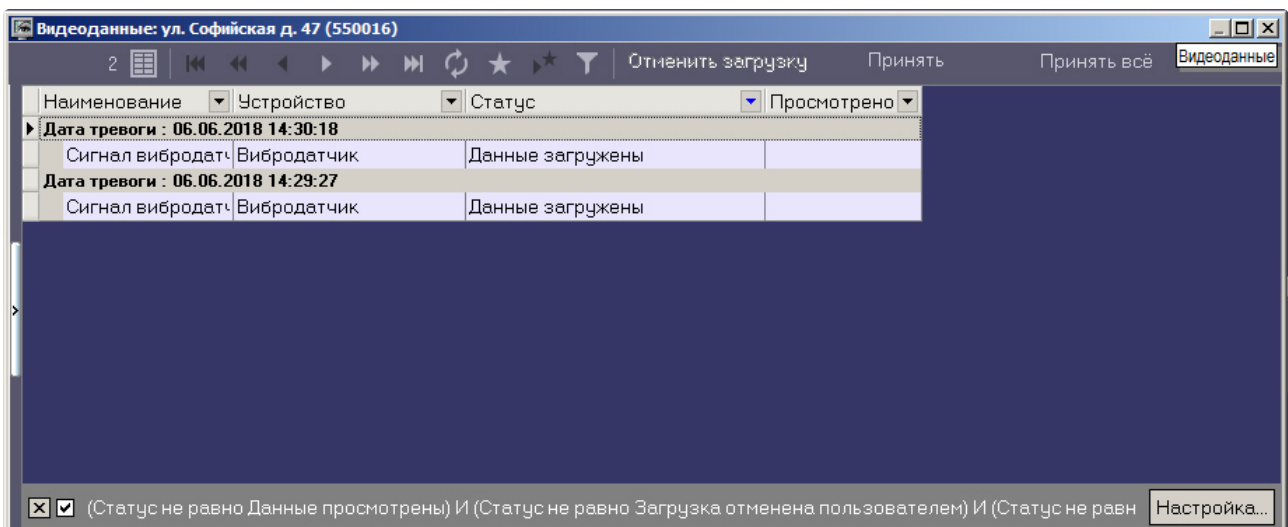 Видеоданные: ул. Софийская д. 47 (550016)
2 Отменить загрузку Принять Принять всё Видеоданные
Наименование Устройство Статус Просмотрено
Дата тревоги : 06.06.2018 14:30:18
Сигнал вибродатч Вибродатчик Данные загружены
Дата тревоги : 06.06.2018 14:29:27
Сигнал вибродатч Вибродатчик Данные загружены
(Статус не равно Данные просмотрены) И (Статус не равно Загрузка отменена пользователем) И (Статус не равн Настройка...